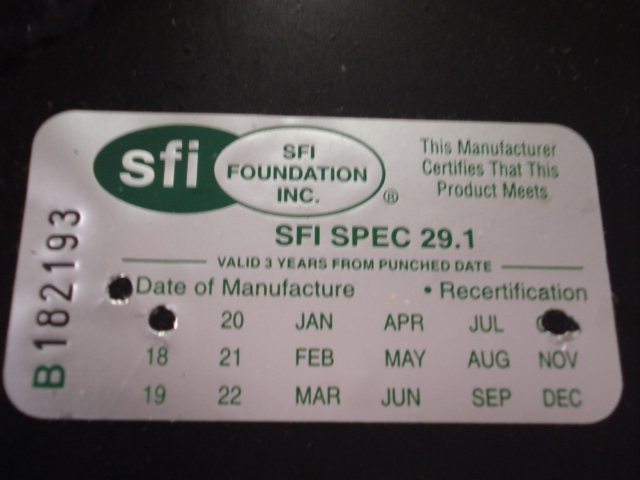 sfi
SFI
FOUNDATION
INC.
®
This Manufacturer
Certifies That This
Product Meets
SFI SPEC 29.1
VALID 3 YEARS FROM PUNCHED DATE
Date of Manufacture • Recertification
20 JAN APR JUL
18 21 FEB MAY AUG NOV
19 22 MAR JUN SEP DEC
B182193